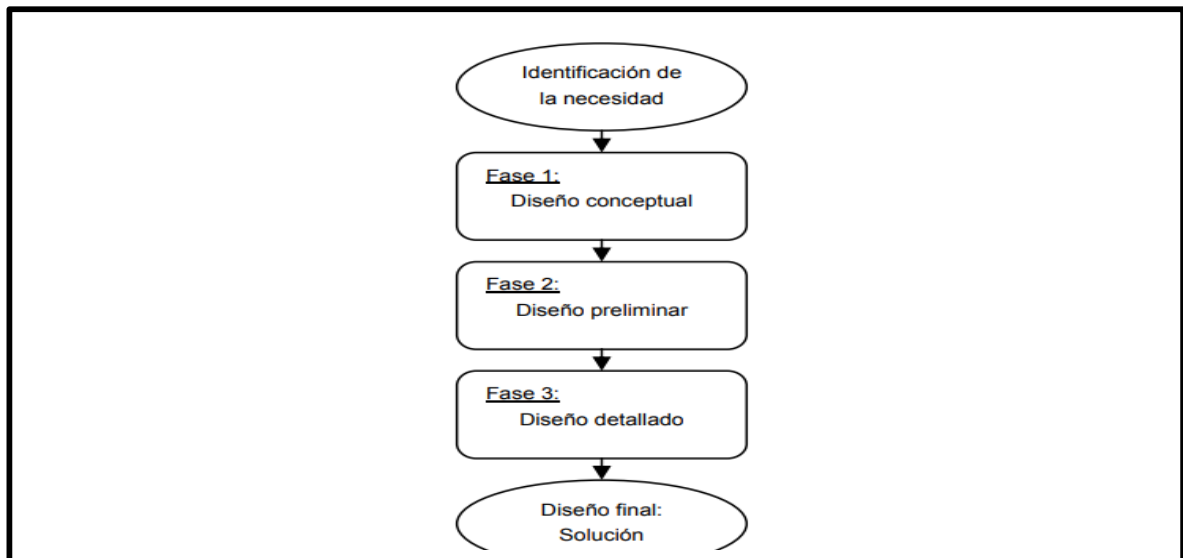 Identificación de
la necesidad
Fase 1:
Diseño conceptual
Fase 2:
Diseño preliminar
Fase 3:
Diseño detallado
Diseño final:
Solución